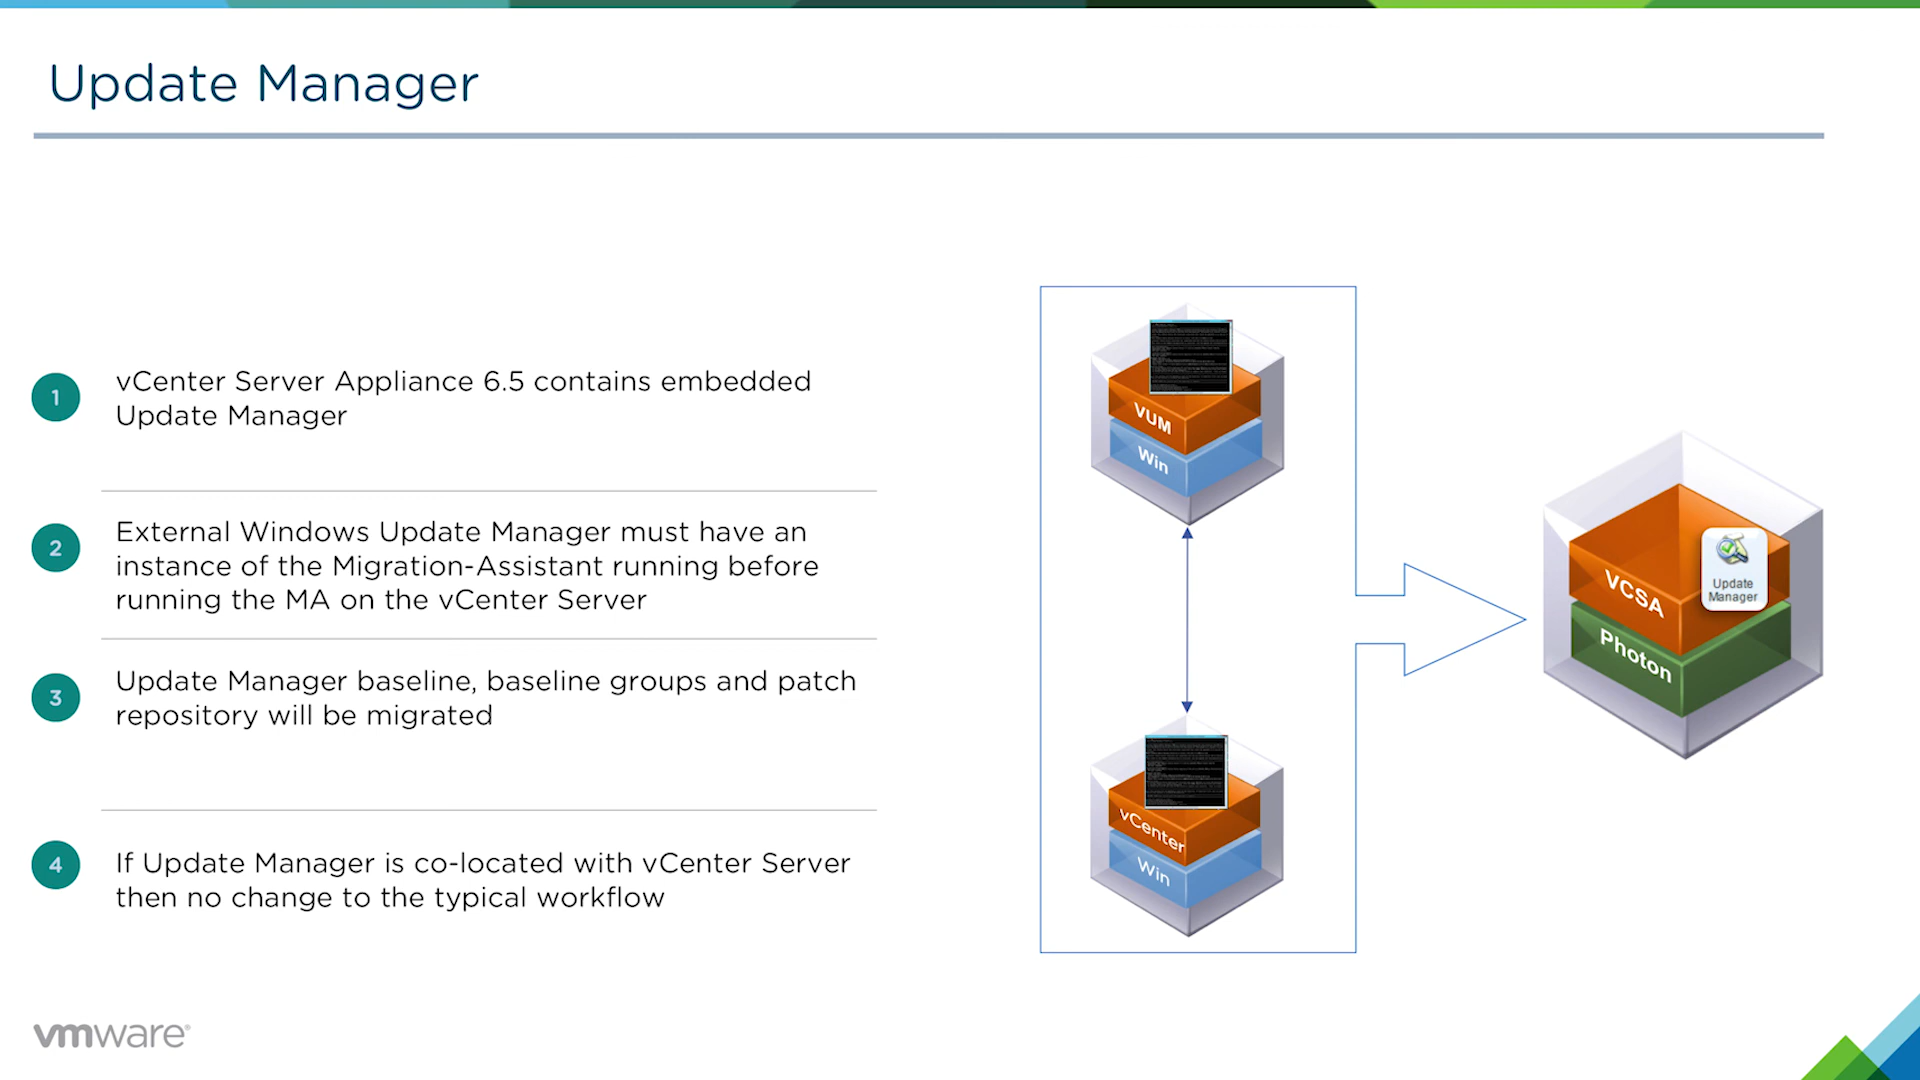 Update Manager
1
vCenter Server Appliance 6.5 contains embedded
Update Manager
2
External Windows Update Manager must have an
instance of the Migration-Assistant running before
running the MA on the vCenter Server
3
Update Manager baseline, baseline groups and patch
repository will be migrated
4
If Update Manager is co-located with vCenter Server
then no change to the typical workflow
VUM
Win
vCenter
Win
VCSA
Photon
Update
Manager
vmware®